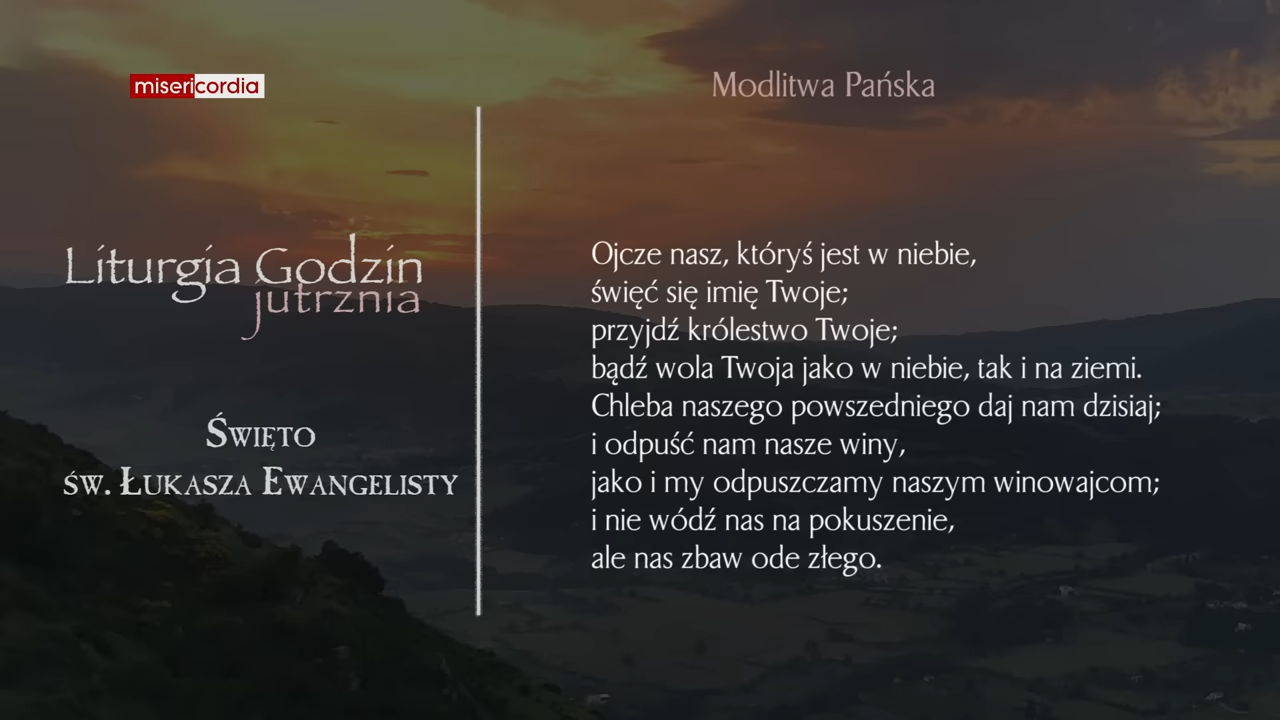 misericordia
Liturgia Godzin
jutrznia
Święto
św. Łukasza Ewangelisty
Modlitwa Pańska
Ojcze nasz, któryś jest w niebie,
święć się imię Twoje;
przyjdź królestwo Twoje;
bądź wola Twoja jako w niebie, tak i na ziemi.
Chleba naszego powszedniego daj nam dzisiaj;
i odpuść nam nasze winy,
jako i my odpuszczamy naszym winowajcom;
i nie wódź nas na pokuszenie,
ale nas zbaw ode złego.